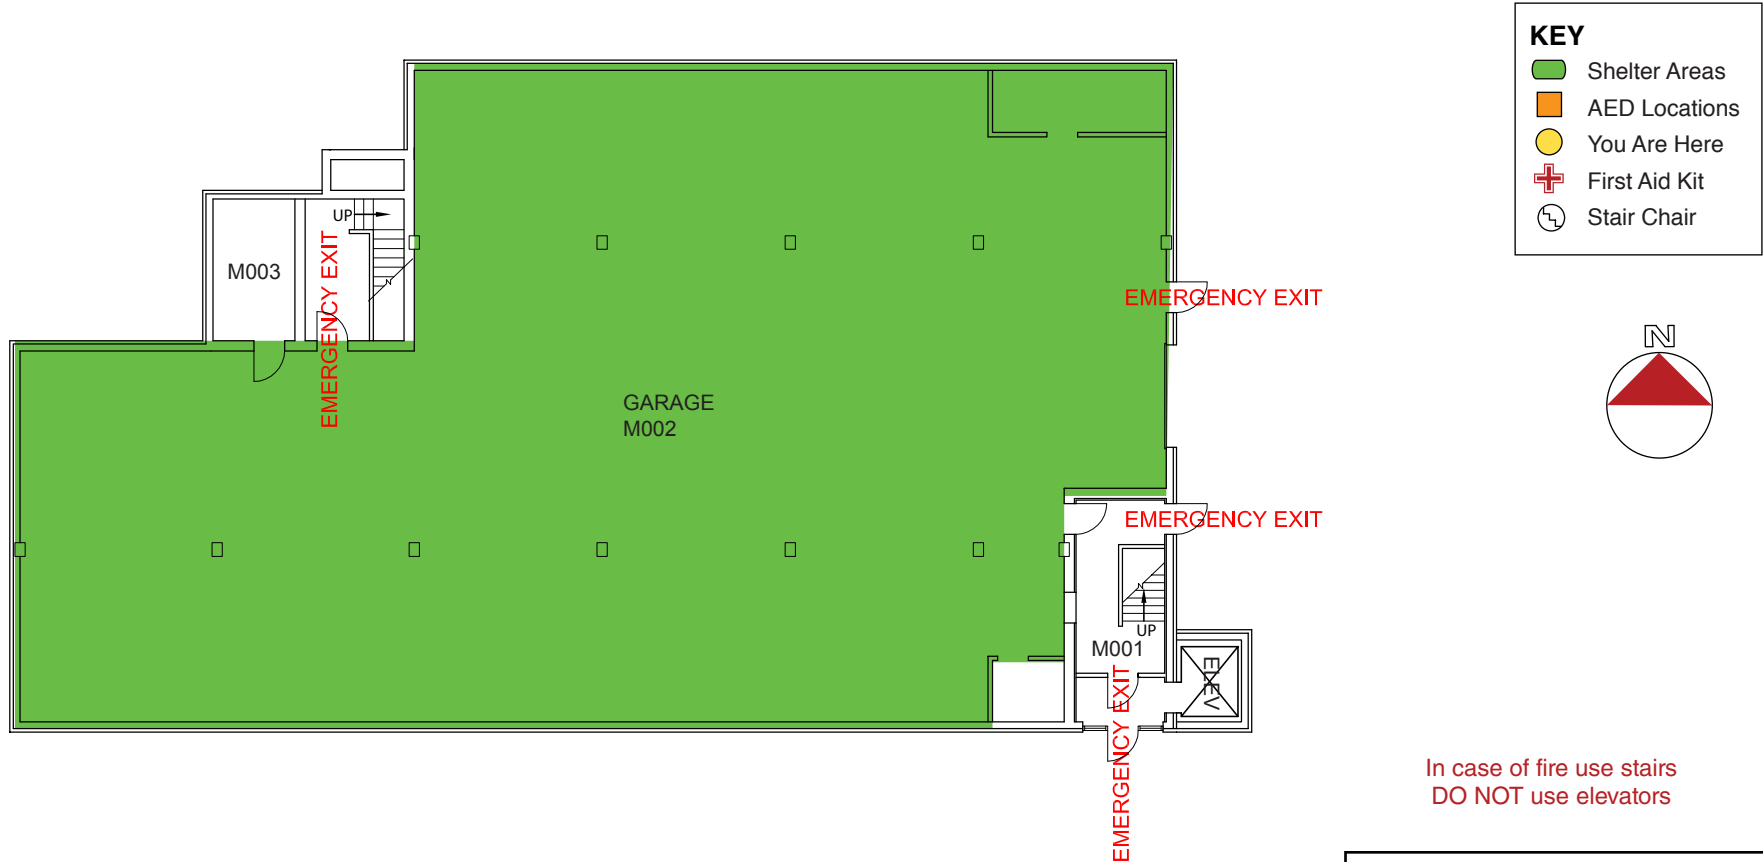 KEY
Shelter Areas
AED Locations
You Are Here
First Aid Kit
Stair Chair
UP
M003
EMERGENCY EXIT
EMERGENCY EXIT
N
GARAGE
M002
EMERGENCY EXIT
UP
M001
ELEV
EMERGENCY EXIT
In case of fire use stairs
DO NOT use elevators